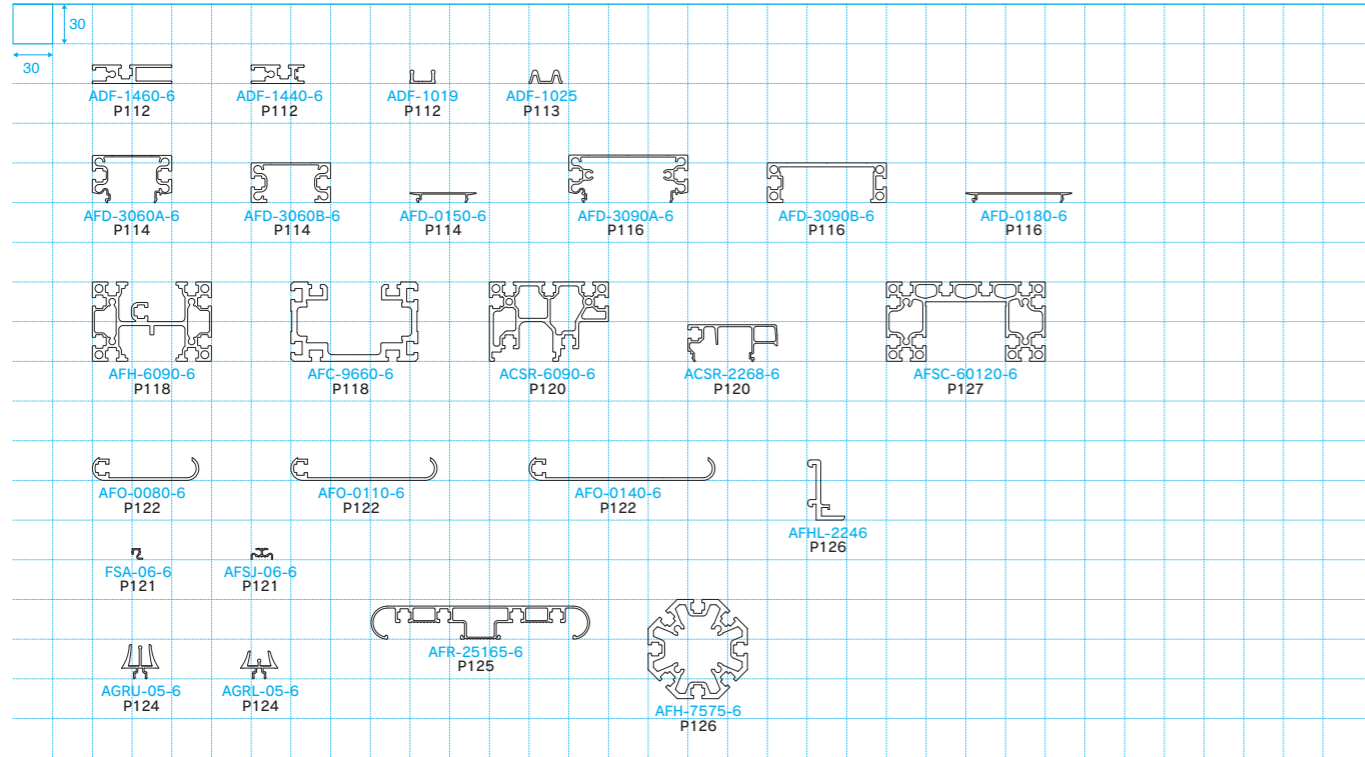 30
30
ADF-1460-6
P112
ADF-1440-6
P112
ADF-1019
P112
ADF-1025
P113
AFD-3060A-6
P114
AFD-3060B-6
P114
AFD-0150-6
P114
AFD-3090A-6
P116
AFD-3090B-6
P116
AFD-0180-6
P116
AFH-6090-6
P118
AFC-9660-6
P118
ACSR-6090-6
P120
ACSR-2268-6
P120
AFSC-60120-6
P127
AFO-0080-6
P122
AFO-0110-6
P122
AFO-0140-6
P122
AFHL-2246
P126
FSA-06-6
P121
AFSJ-06-6
P121
AFR-25165-6
P125
AGRU-05-6
P124
AGRL-05-6
P124
AFH-7575-6
P126